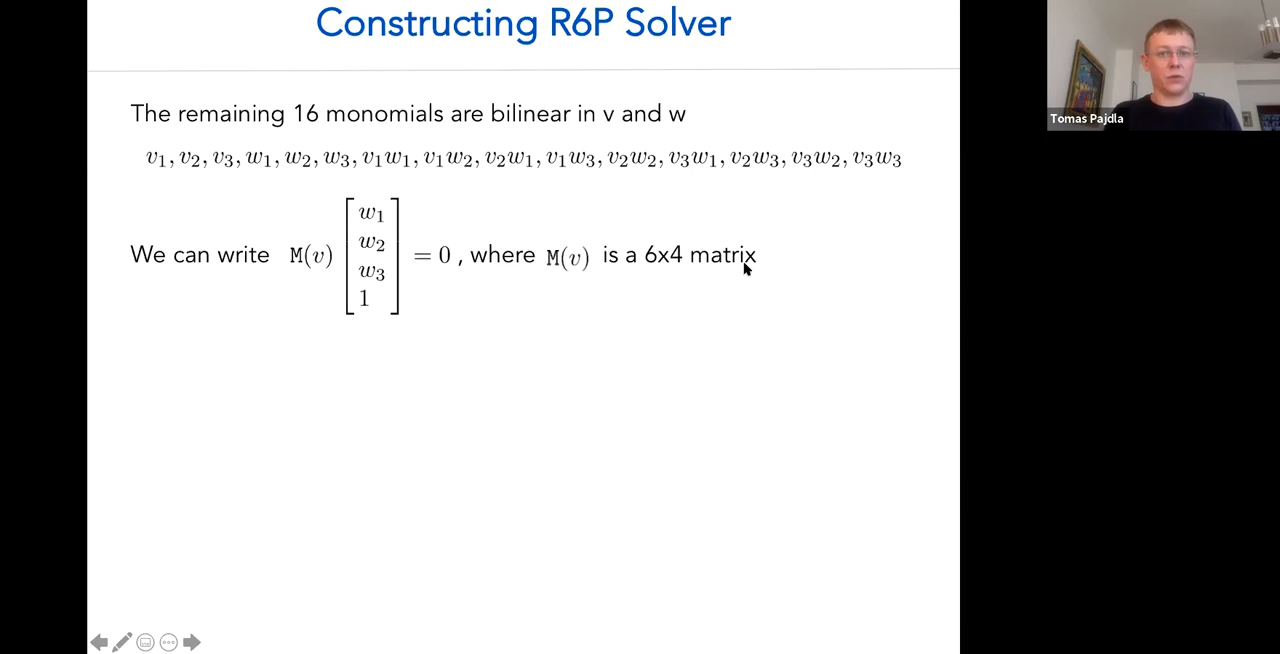 Constructing R6P Solver
Tomas Pajdla
The remaining 16 monomials are bilinear in v and w
v₁, v₂, v₃, w₁, w₂, w₃, v₁w₁, v₁w₂, v₂w₁, v₁w₃, v₂w₂, v₃w₁, v₂w₃, v₃w₂, v₃w₃
We can write M(v) [w₁ w₂ w₃ 1] = 0 , where M(v) is a 6x4 matrix